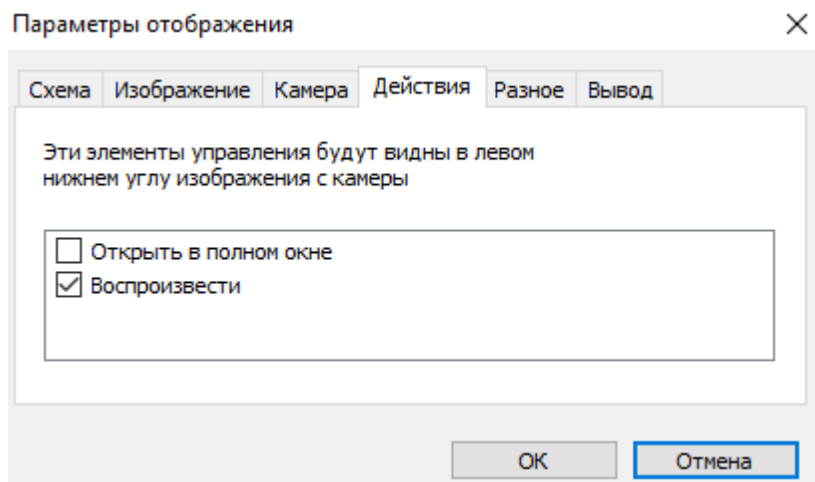 Параметры отображения
Схема Изображение Камера Действия Разное Вывод
Эти элементы управления будут видны в левом
нижнем углу изображения с камеры
Открыть в полном окне
Воспроизвести
ОК Отмена